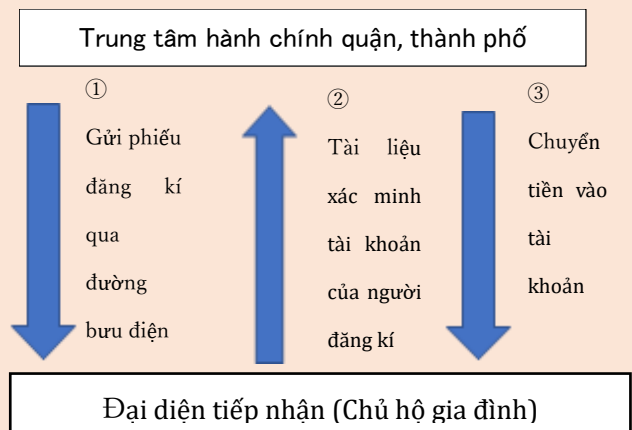 Trung tâm hành chính quận, thành phố
①
Gửi phiếu
đăng kí
qua
đường
bưu điện
②
Tài liệu
xác minh
tài khoản
của người
đăng kí
③
Chuyển
tiền vào
tài
khoản
Đại diện tiếp nhận (Chủ hộ gia đình)